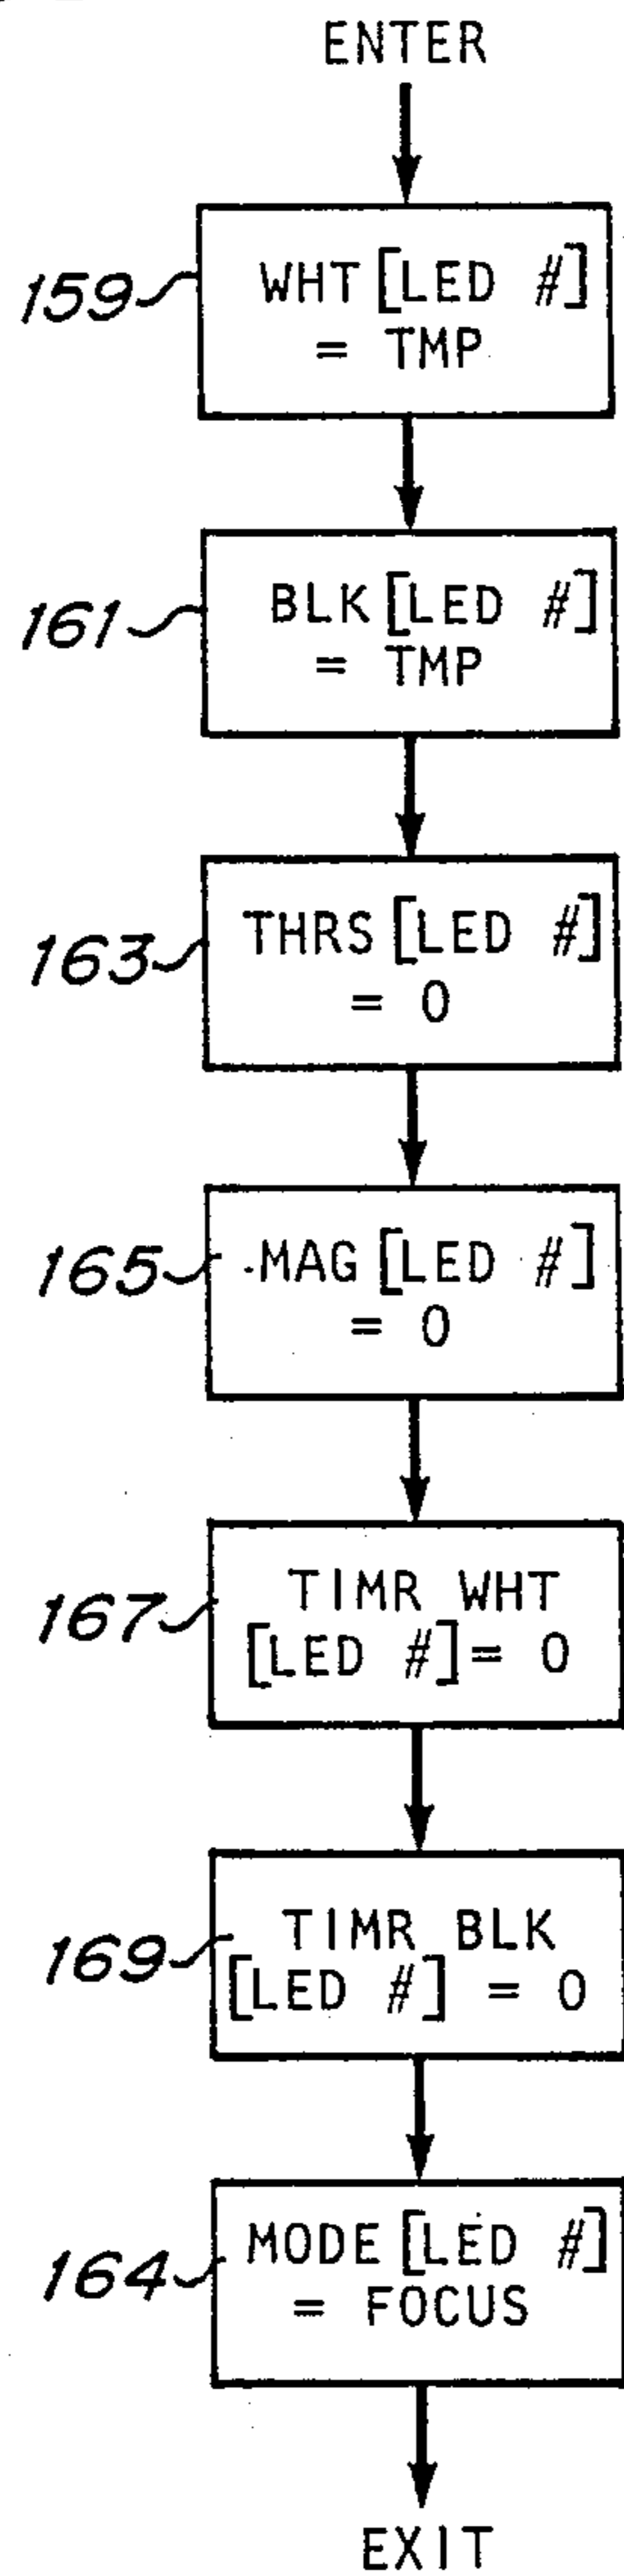 ENTER
159
WHT [LED #]
= TMP
161
BLK [LED #]
= TMP
163
THRS [LED #]
= 0
165
MAG [LED #]
= 0
167
TIMR WHT
[LED #] = 0
169
TIMR BLK
[LED #] = 0
164
MODE [LED #]
= FOCUS
EXIT